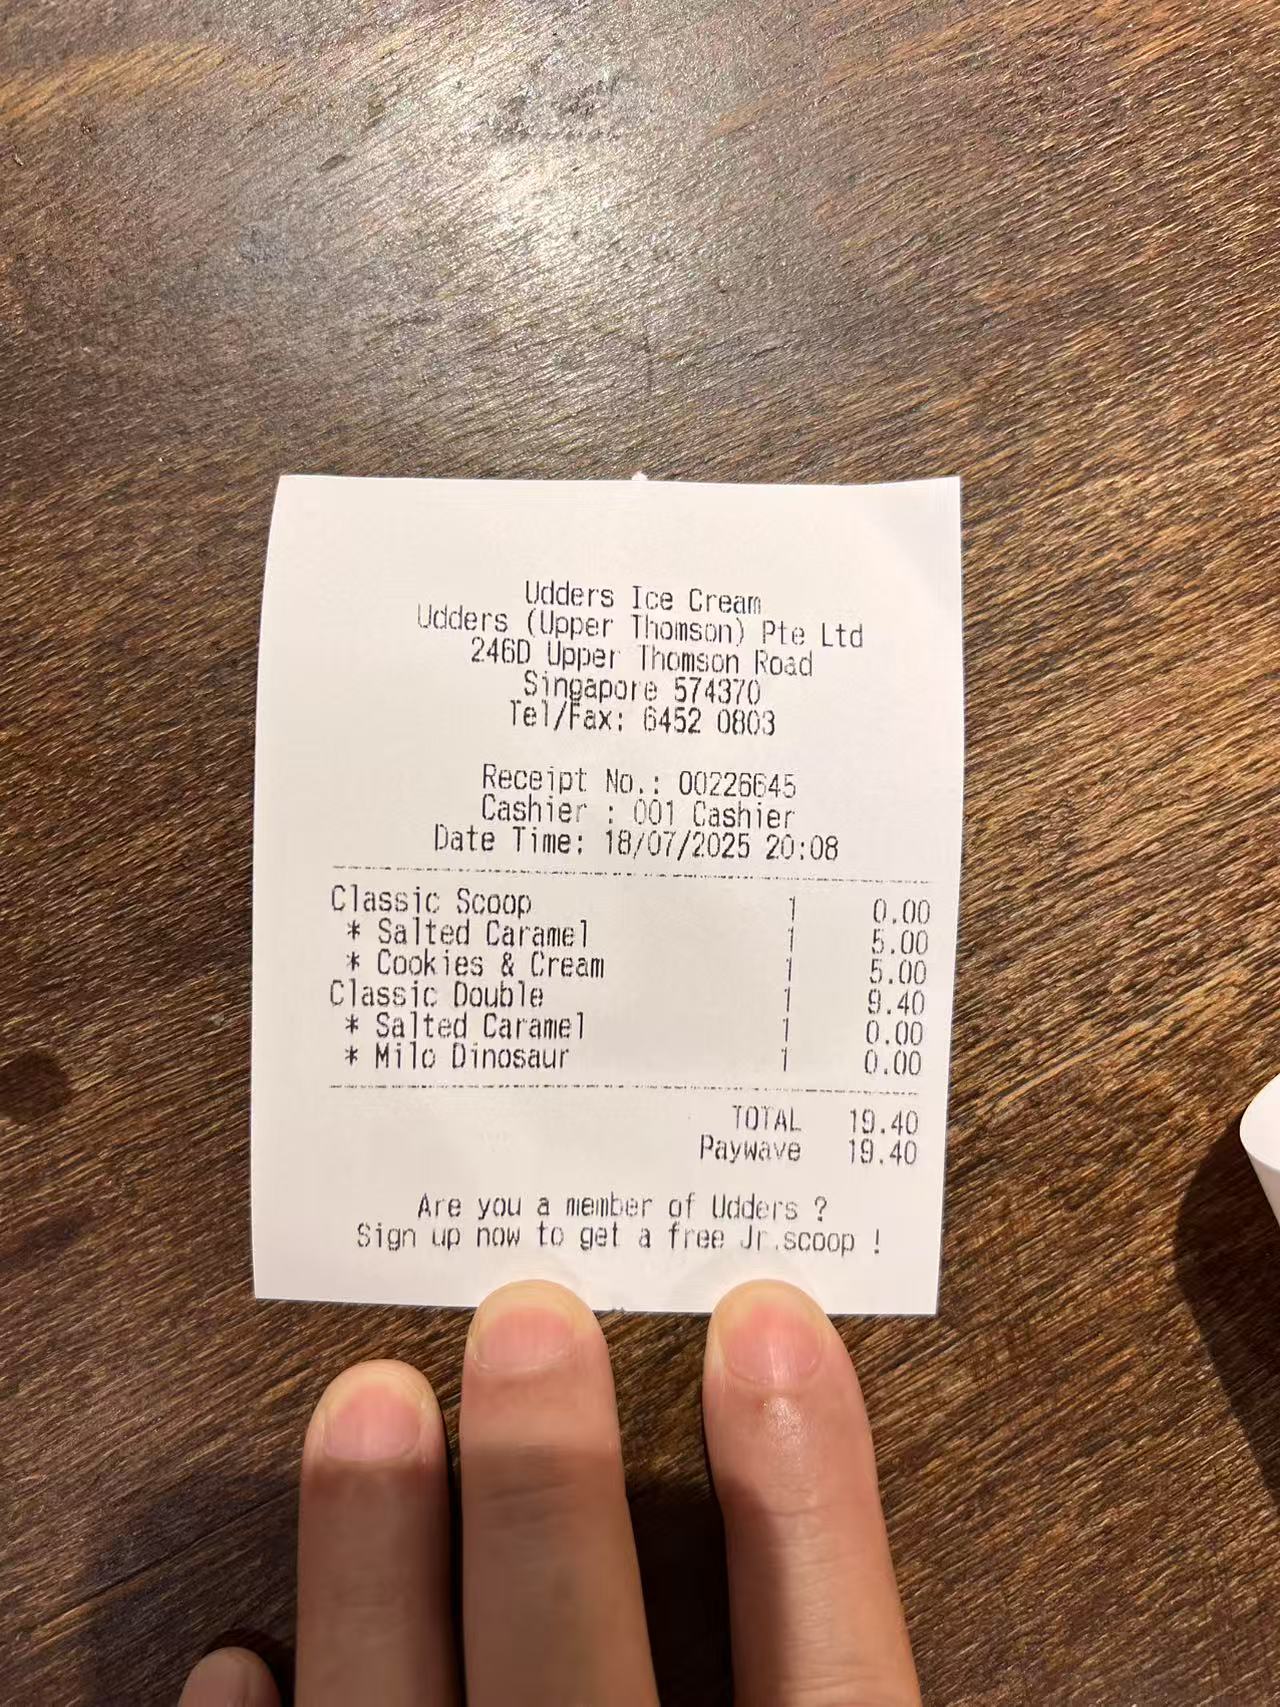 Udders Ice Cream
Udders (Upper Thomson) Pte Ltd
246D Upper Thomson Road
Singapore 574370
Tel/Fax: 6452 0803
Receipt No.: 00226645
Cashier : 001 Cashier
Date Time: 18/07/2025 20:08
Classic Scoop 1 0.00
* Salted Caramel 1 5.00
* Cookies & Cream 1 5.00
Classic Double 1 9.40
* Salted Caramel 1 0.00
* Milo Dinosaur 1 0.00
TOTAL 19.40
Paywave 19.40
Are you a member of Udders ?
Sign up now to get a free Jr.scoop !